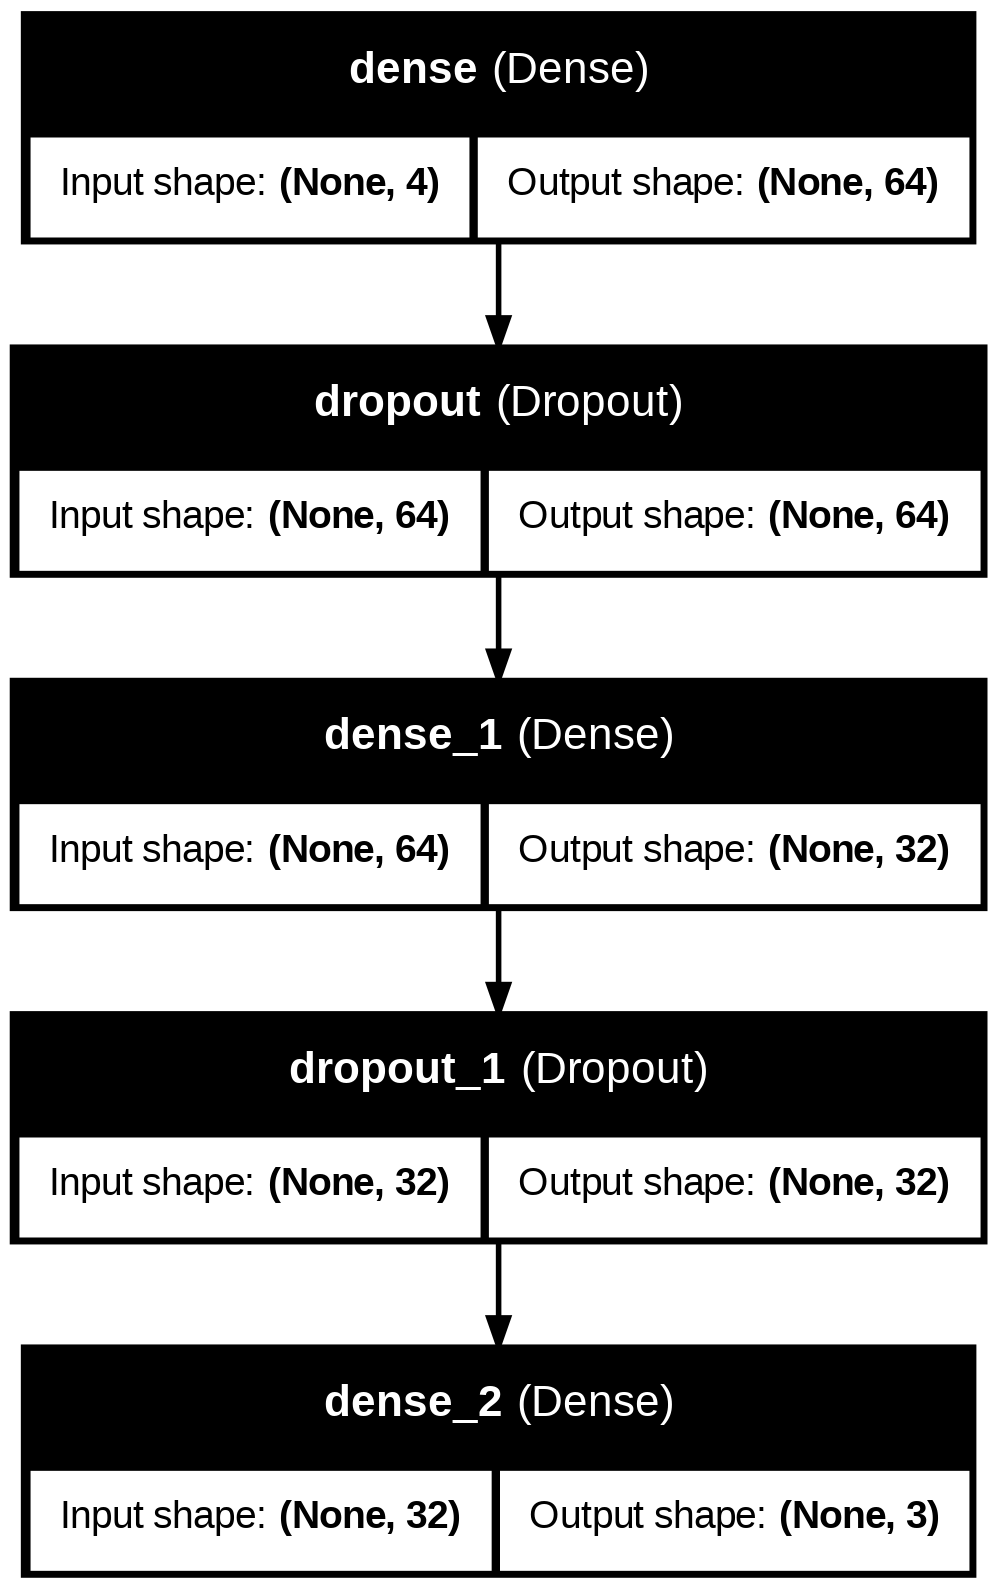 dense (Dense)
Input shape: (None, 4) Output shape: (None, 64)
dropout (Dropout)
Input shape: (None, 64) Output shape: (None, 64)
dense_1 (Dense)
Input shape: (None, 64) Output shape: (None, 32)
dropout_1 (Dropout)
Input shape: (None, 32) Output shape: (None, 32)
dense_2 (Dense)
Input shape: (None, 32) Output shape: (None, 3)